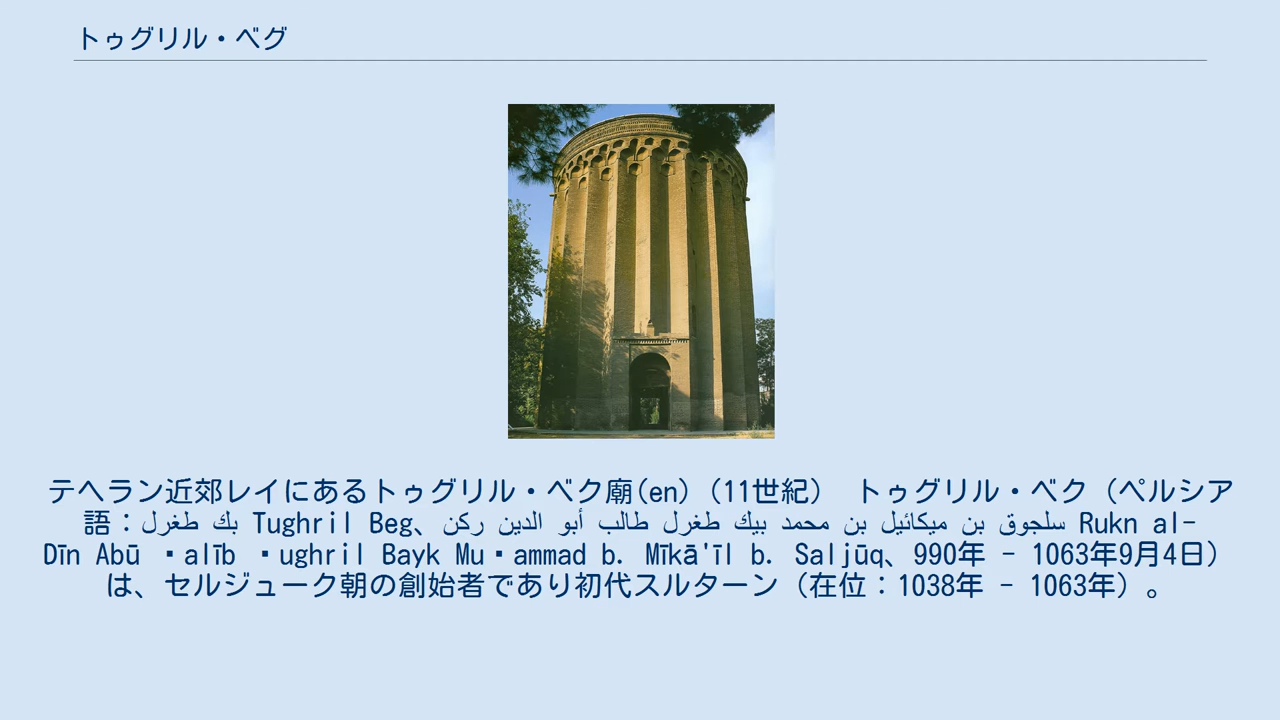 トゥグリル・ベグ
テヘラン近郊レイにあるトゥグリル・ベク廟(en)（11世紀） トゥグリル・ベク（ペルシア
語：طغرل بك Tughril Beg、ركن الدين أبو طالب طغرل بيك محمد بن ميكائيل بن سلجوق Rukn al-
Dīn Abū ▪alīb ▪ughril Bayk Mu▪ammad b. Mīkā'īl b. Saljūq、990年 - 1063年9月4日）
は、セルジューク朝の創始者であり初代スルターン（在位：1038年 - 1063年）。